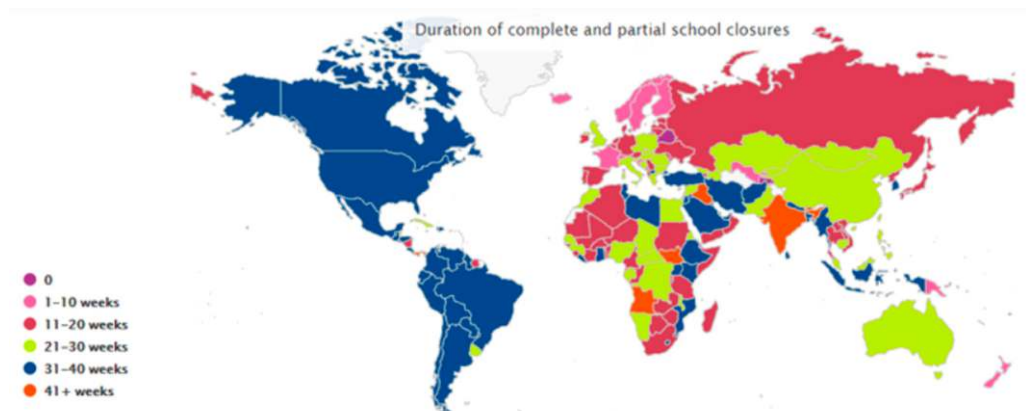 Duration of complete and partial school closures
0
1-10 weeks
11-20 weeks
21-30 weeks
31-40 weeks
41+ weeks